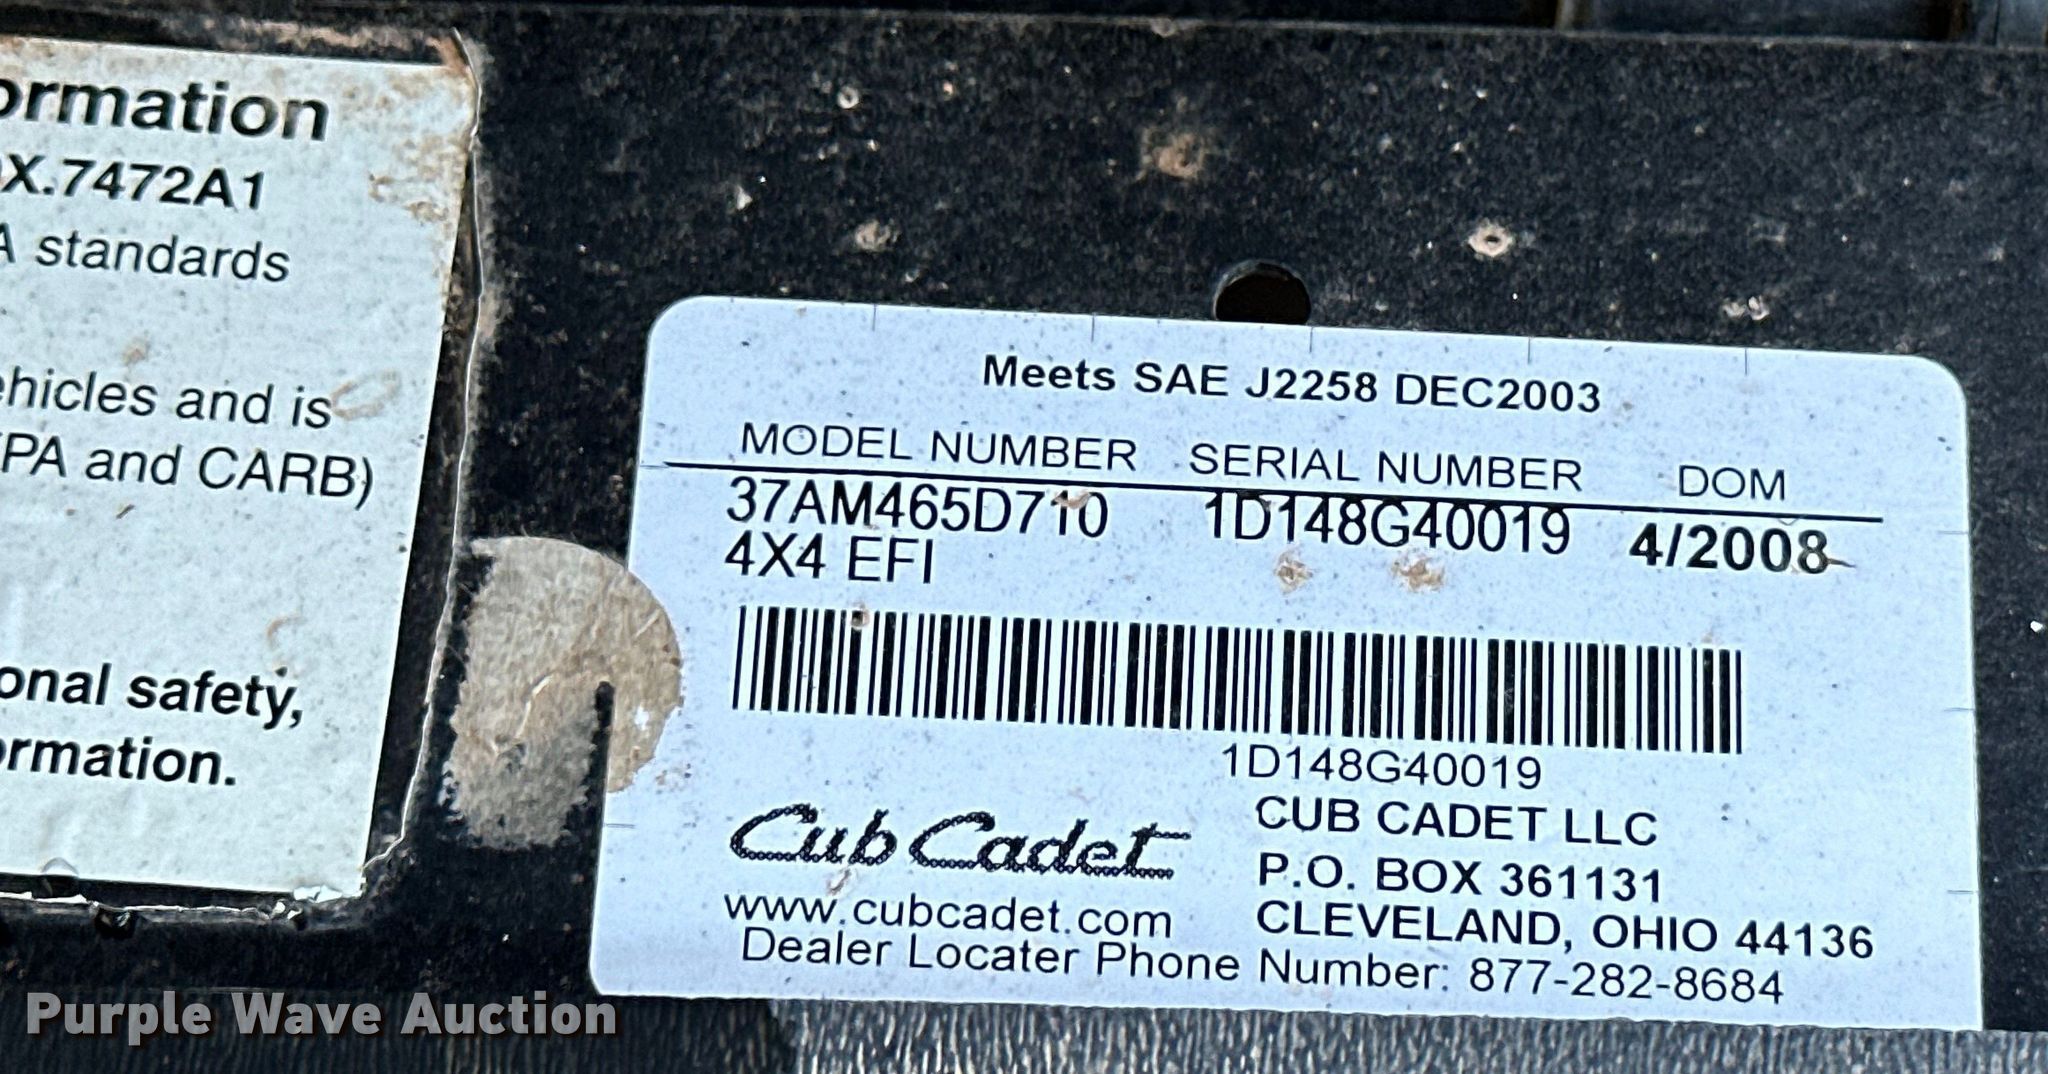 ormation
X.7472A1
A standards
hicles and is
PA and CARB)
onal safety,
ormation.
Meets SAE J2258 DEC2003
MODEL NUMBER SERIAL NUMBER DOM
37AM465D710 1D148G40019 4/2008
4X4 EFI
1D148G40019
Cub Cadet
CUB CADET LLC
P.O. BOX 361131
www.cubcadet.com
CLEVELAND, OHIO 44136
Dealer Locater Phone Number: 877-282-8684
Purple Wave Auction